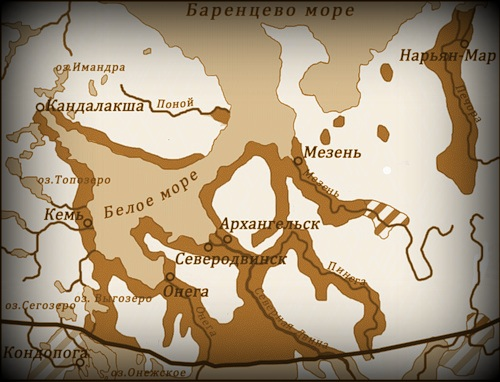 Баренцево море
Нарьян-Мар
оз.Имандра
Кандалакша
Поной
Печора
Мезень
Мезень
оз.Топозеро
Белое море
Кемь
Архангельск
Северодвинск
Пинега
Онега
оз. Выгозеро
оз.Сегозеро
Онега
Северная Двина
Кондопога
оз.Онежское